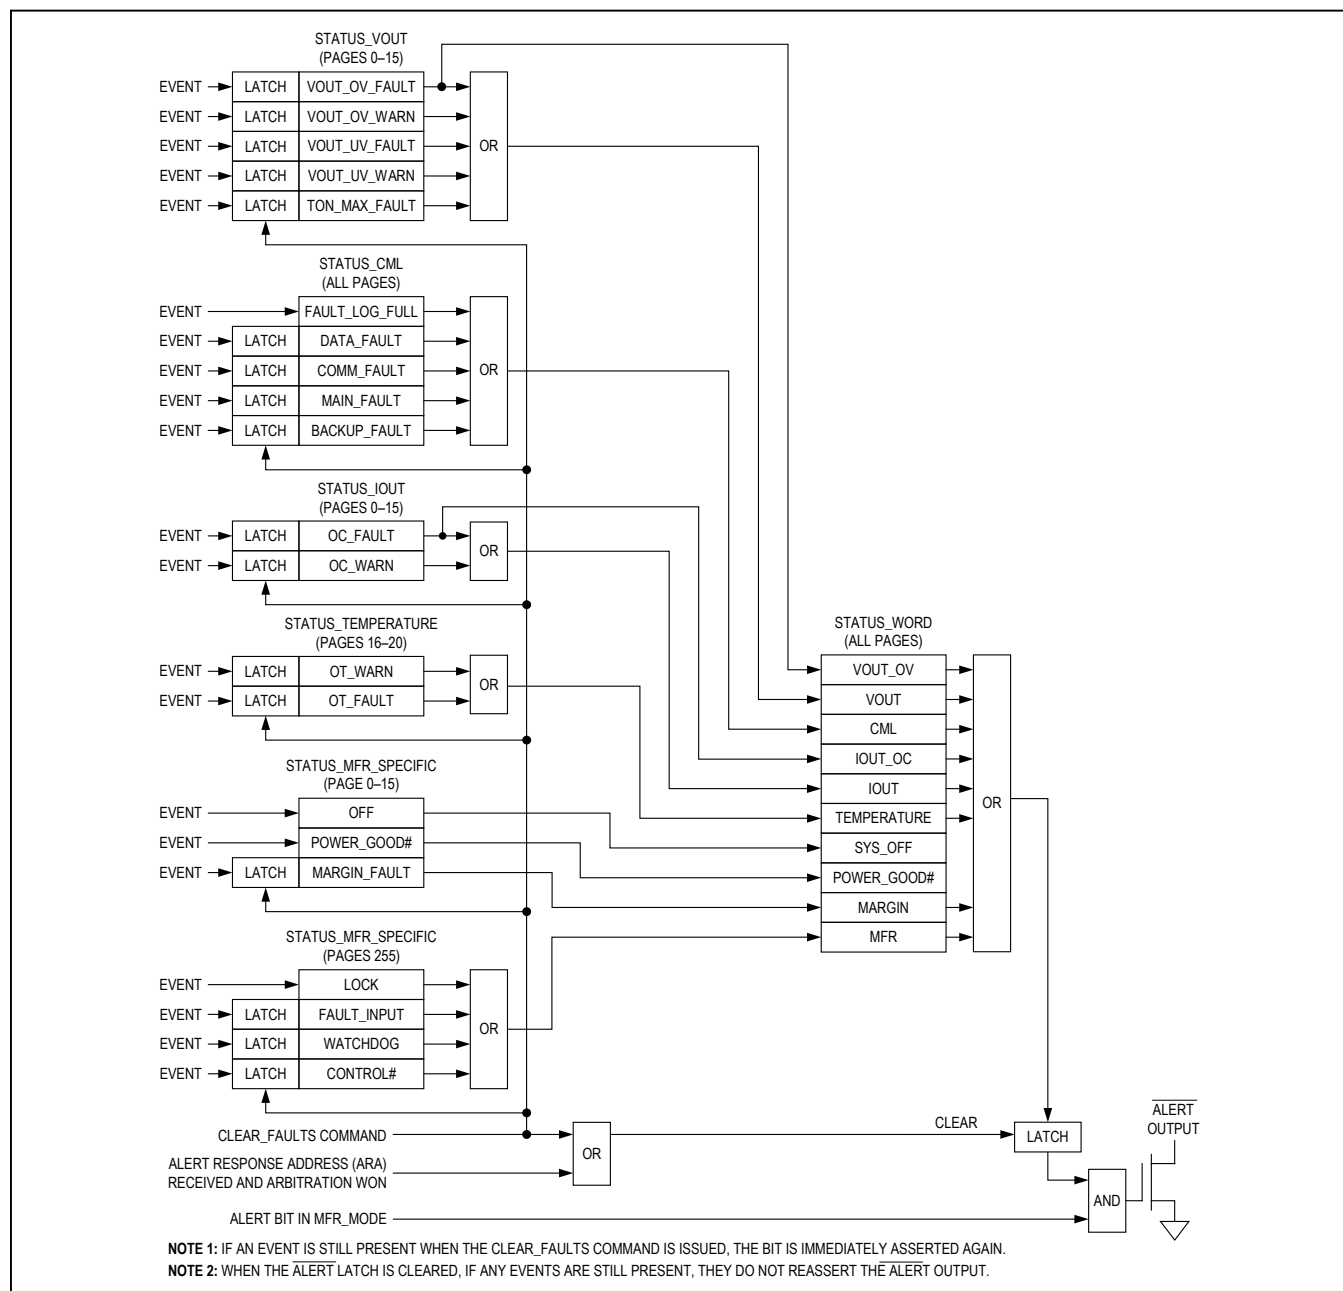 STATUS_VOUT
(PAGES 0–15)
EVENT LATCH VOUT_OV_FAULT
EVENT LATCH VOUT_OV_WARN
EVENT LATCH VOUT_UV_FAULT OR
EVENT LATCH VOUT_UV_WARN
EVENT LATCH TON_MAX_FAULT
STATUS_CML
(ALL PAGES)
EVENT FAULT_LOG_FULL
EVENT LATCH DATA_FAULT
EVENT LATCH COMM_FAULT OR
EVENT LATCH MAIN_FAULT
EVENT LATCH BACKUP_FAULT
STATUS_IOUT
(PAGES 0–15)
EVENT LATCH OC_FAULT
OR
EVENT LATCH OC_WARN
STATUS_TEMPERATURE
(PAGES 16–20)
EVENT LATCH OT_WARN
OR
EVENT LATCH OT_FAULT
STATUS_MFR_SPECIFIC
(PAGE 0–15)
EVENT OFF
EVENT POWER_GOOD#
EVENT LATCH MARGIN_FAULT
STATUS_MFR_SPECIFIC
(PAGES 255)
EVENT LOCK
EVENT LATCH FAULT_INPUT
OR
EVENT LATCH WATCHDOG
EVENT LATCH CONTROL#
STATUS_WORD
(ALL PAGES)
VOUT_OV
VOUT
CML
IOUT_OC
IOUT
OR
TEMPERATURE
SYS_OFF
POWER_GOOD#
MARGIN
MFR
CLEAR_FAULTS COMMAND
OR
ALERT RESPONSE ADDRESS (ARA)
RECEIVED AND ARBITRATION WON
CLEAR
LATCH
ALERT
OUTPUT
AND
ALERT BIT IN MFR_MODE
NOTE 1: IF AN EVENT IS STILL PRESENT WHEN THE CLEAR_FAULTS COMMAND IS ISSUED, THE BIT IS IMMEDIATELY ASSERTED AGAIN.
NOTE 2: WHEN THE ALERT LATCH IS CLEARED, IF ANY EVENTS ARE STILL PRESENT, THEY DO NOT REASSERT THE ALERT OUTPUT.